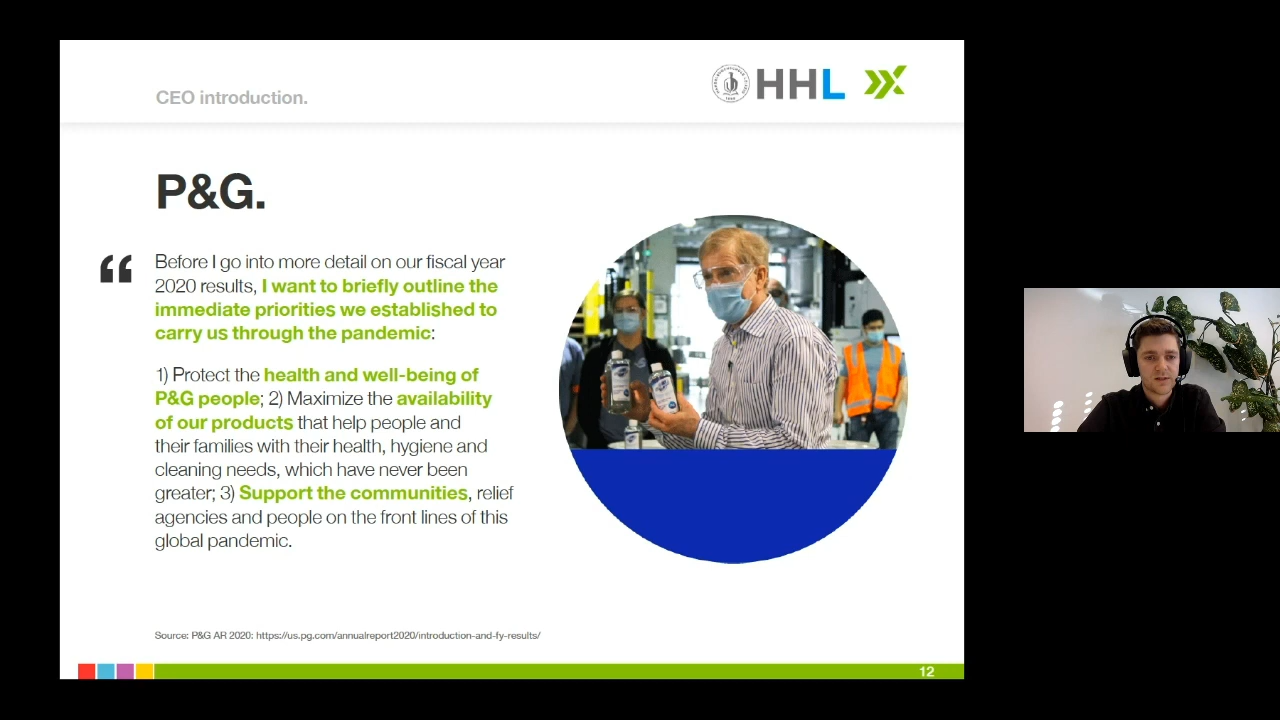 CEO introduction.
HHL
P&G.
“
Before I go into more detail on our fiscal year
2020 results, I want to briefly outline the
immediate priorities we established to
carry us through the pandemic:
1) Protect the health and well-being of
P&G people; 2) Maximize the availability
of our products that help people and
their families with their health, hygiene and
cleaning needs, which have never been
greater; 3) Support the communities, relief
agencies and people on the front lines of this
global pandemic.
Source: P&G AR 2020: https://us.pg.com/annualreport2020/introduction-and-fy-results/
12